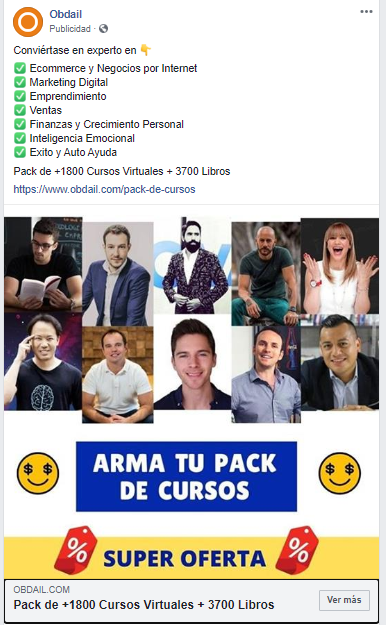 Obdail
Publicidad ·
Conviértase en experto en
Ecommerce y Negocios por Internet
Marketing Digital
Emprendimiento
Ventas
Finanzas y Crecimiento Personal
Inteligencia Emocional
Exito y Auto Ayuda
Pack de +1800 Cursos Virtuales + 3700 Libros
https://www.obdail.com/pack-de-cursos
ARMA TU PACK
DE CURSOS
$ $
$ $
%
SUPER OFERTA
%
OBDAIL.COM
Pack de +1800 Cursos Virtuales + 3700 Libros
Ver más